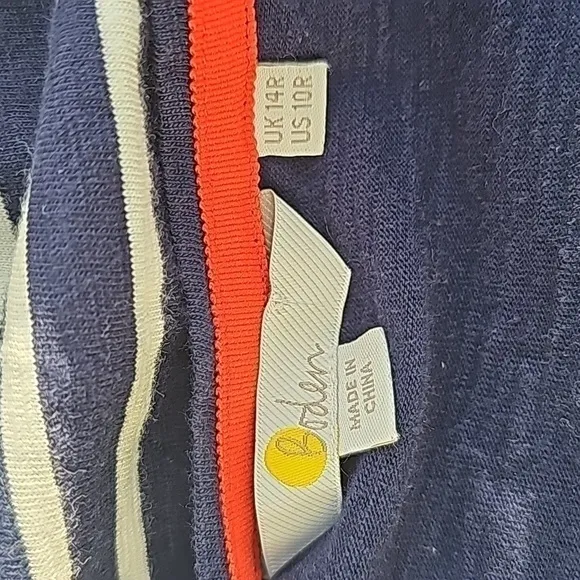 UK 14R
US 10R
Boden
MADE IN
CHINA